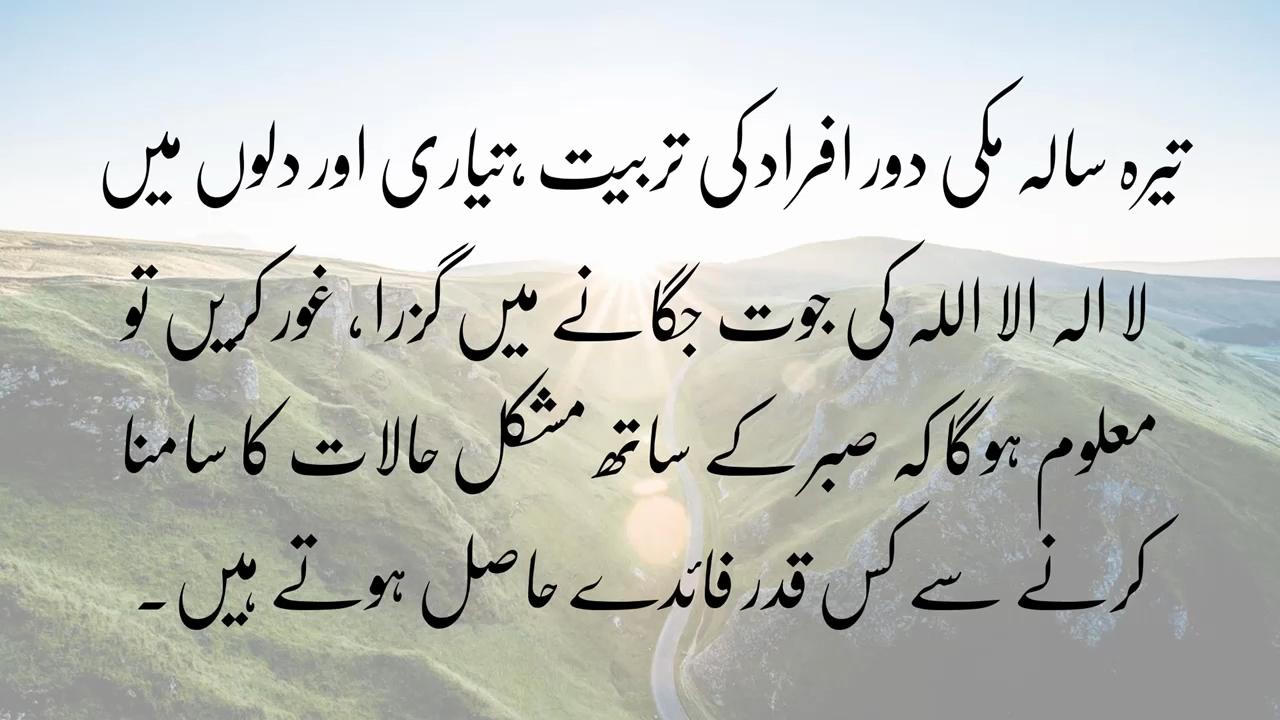 تیرہ سالہ مکی دور افراد کی تربیت ،تیاری اور دلوں میں
لا الہ الا اللہ کی جوت جگانے میں گزرا، غور کریں تو
معلوم ہوگا کہ صبر کے ساتھ مشکل حالات کا سامنا
کرنے سے کس قدر فائدے حاصل ہوتے ہیں۔